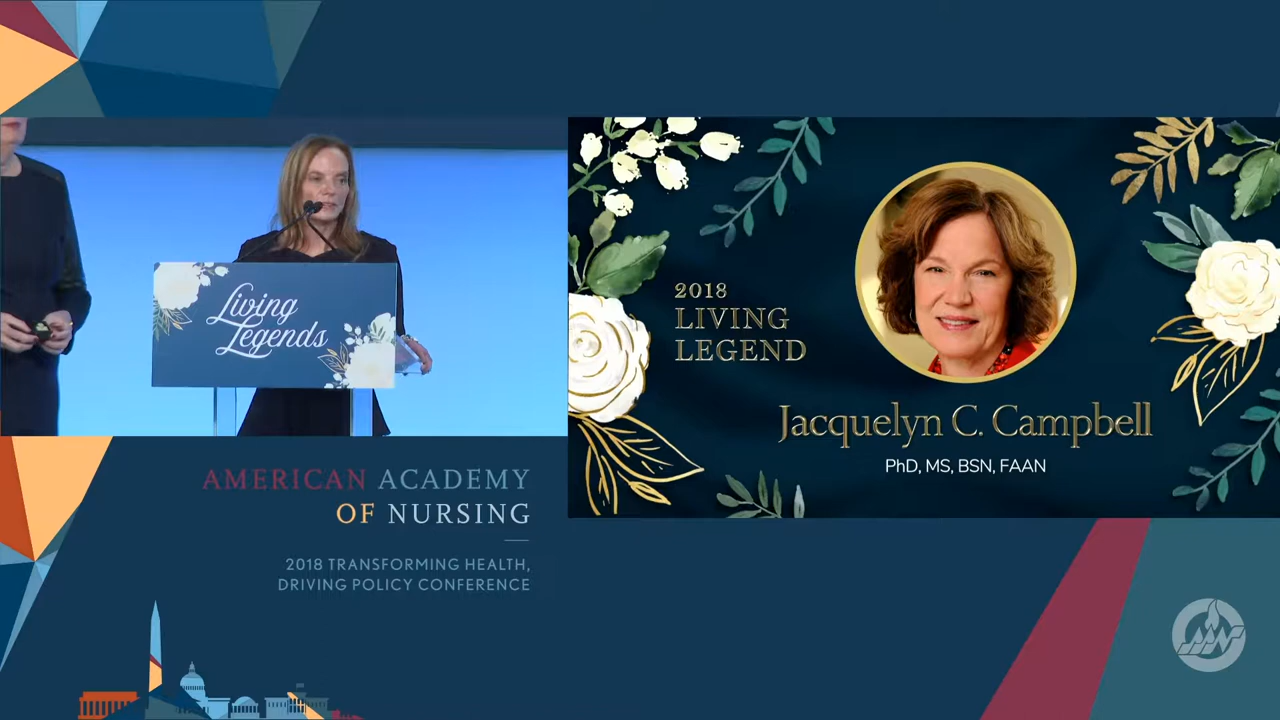 Living
Legends
2018
LIVING
LEGEND
Jacquelyn C. Campbell
PhD, MS, BSN, FAAN
AMERICAN ACADEMY
OF NURSING
2018 TRANSFORMING HEALTH,
DRIVING POLICY CONFERENCE